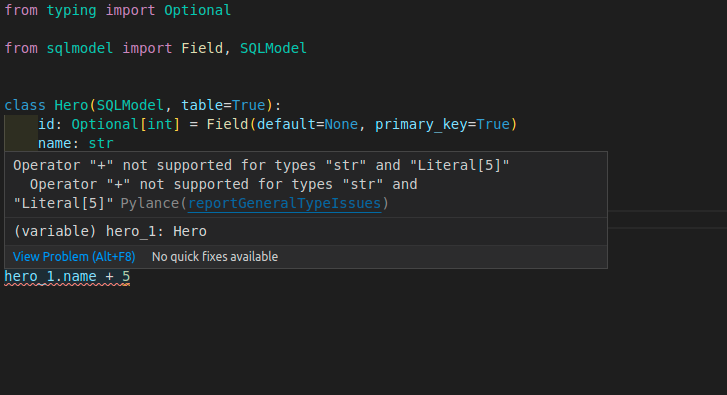 from typing import Optional
from sqlmodel import Field, SQLModel
class Hero(SQLModel, table=True):
id: Optional[int] = Field(default=None, primary_key=True)
name: str
Operator "+" not supported for types "str" and "Literal[5]"
Operator "+" not supported for types "str" and
"Literal[5]" Pylance(reportGeneralTypeIssues)
(variable) hero_1: Hero
View Problem (Alt+F8) No quick fixes available
hero_1.name + 5